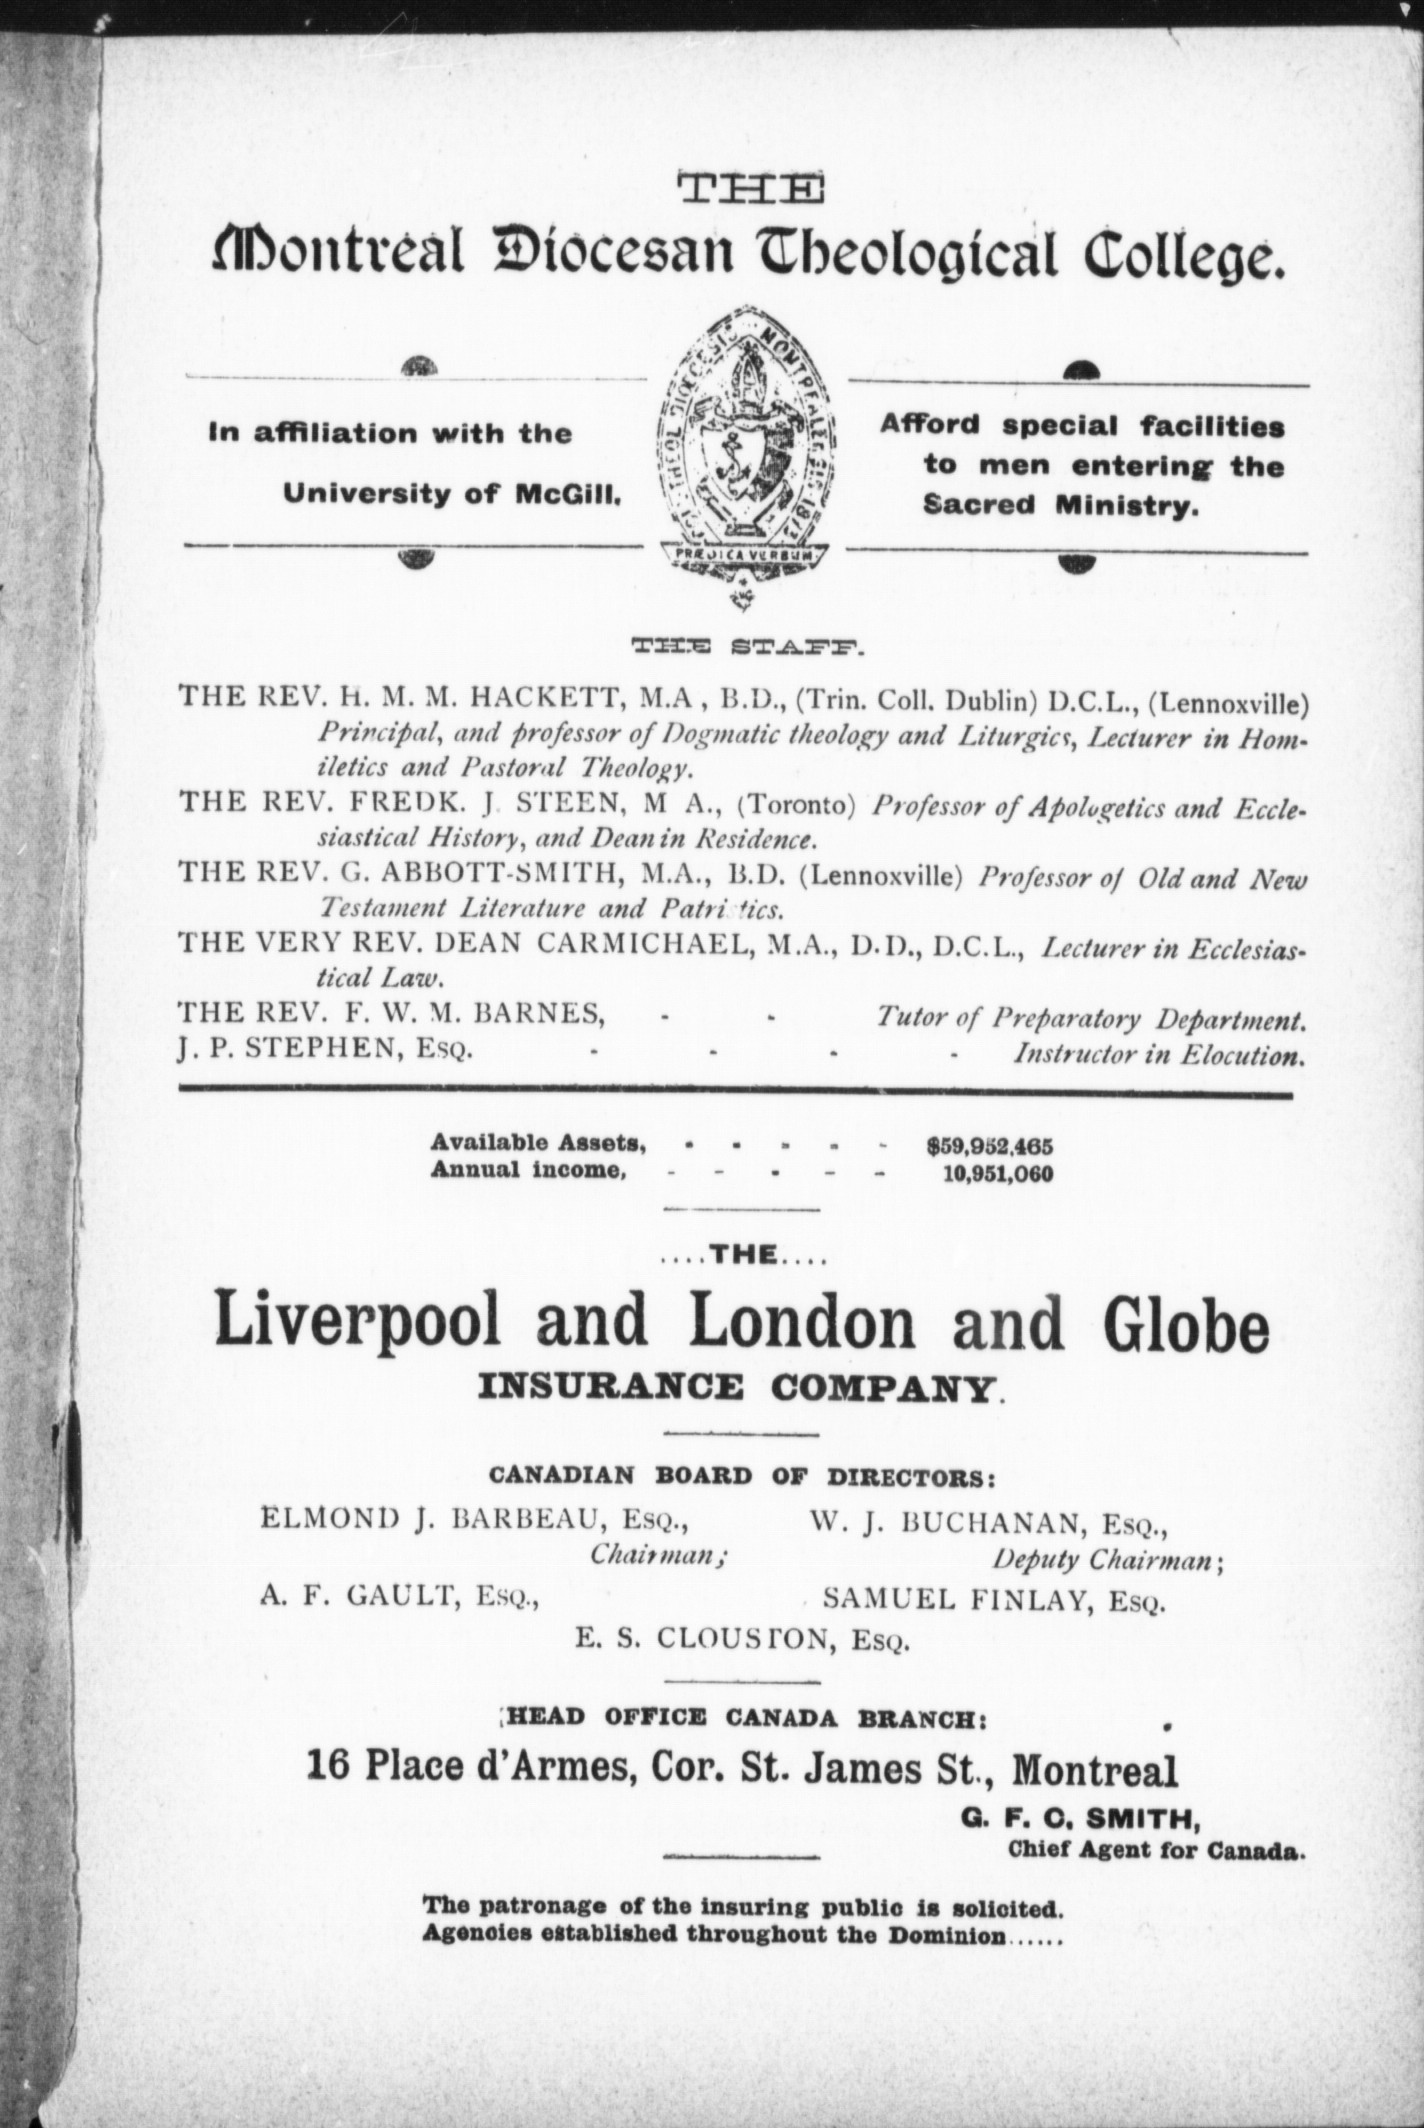 THE
Montreal Diocesan Theological College.
In affiliation with the
University of McGill.
THEOL DIOCESIS MONTREALENSIS 1873
PRÆDICA VERBUM
Afford special facilities
to men entering the
Sacred Ministry.
THE STAFF.
THE REV. H. M. M. HACKETT, M.A , B.D., (Trin. Coll. Dublin) D.C.L., (Lennoxville)
Principal, and professor of Dogmatic theology and Liturgics, Lecturer in Hom-
iletics and Pastoral Theology.
THE REV. FREDK. J. STEEN, M A., (Toronto) Professor of Apologetics and Eccle-
siastical History, and Dean in Residence.
THE REV. G. ABBOTT-SMITH, M.A., B.D. (Lennoxville) Professor of Old and New
Testament Literature and Patristics.
THE VERY REV. DEAN CARMICHAEL, M.A., D.D., D.C.L., Lecturer in Ecclesias-
tical Law.
THE REV. F. W. M. BARNES, - - Tutor of Preparatory Department.
J. P. STEPHEN, ESQ. - - - - Instructor in Elocution.
Available Assets, - - - - - $59,952,465
Annual income, - - - - - 10,951,060
....THE....
Liverpool and London and Globe
INSURANCE COMPANY.
CANADIAN BOARD OF DIRECTORS:
ELMOND J. BARBEAU, ESQ., W. J. BUCHANAN, ESQ.,
Chairman; Deputy Chairman;
A. F. GAULT, ESQ., SAMUEL FINLAY, ESQ.
E. S. CLOUSTON, ESQ.
HEAD OFFICE CANADA BRANCH:
16 Place d'Armes, Cor. St. James St., Montreal
G. F. C. SMITH,
Chief Agent for Canada.
The patronage of the insuring public is solicited.
Agencies established throughout the Dominion......